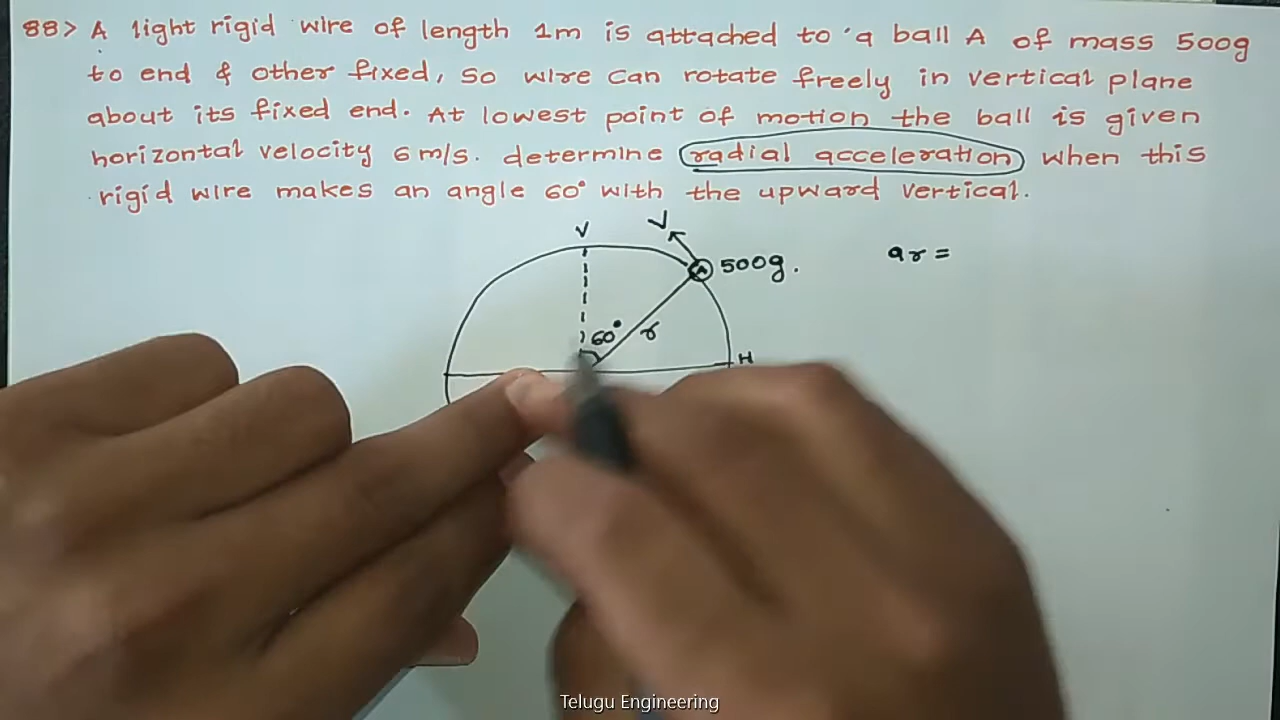 88> A light rigid wire of length 1m is attached to a ball A of mass 500g
to end & other fixed, so wire can rotate freely in vertical plane
about its fixed end. At lowest point of motion the ball is given
horizontal velocity 6 m/s. determine radial acceleration when this
rigid wire makes an angle 60° with the upward vertical.
V V
A 500g. ar =
60° r
H
Telugu Engineering